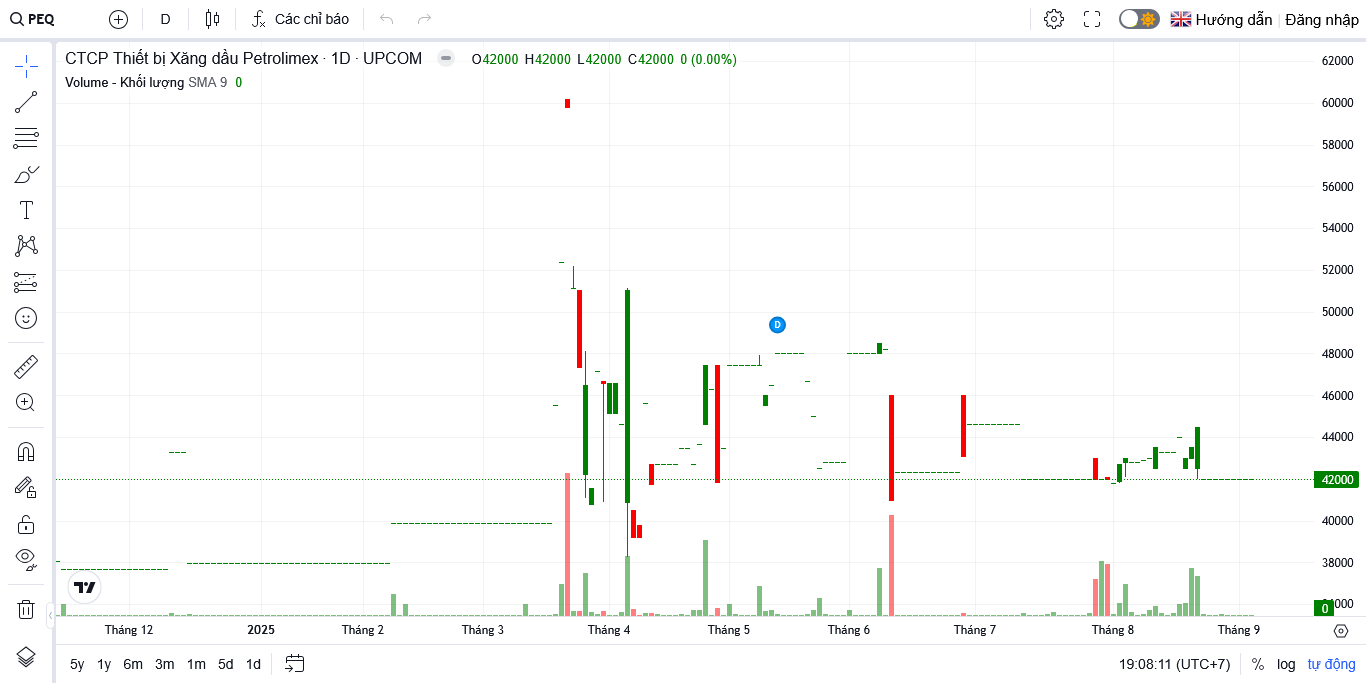 PEQ D Các chỉ báo Hướng dẫn Đăng nhập
CTCP Thiết bị Xăng dầu Petrolimex · 1D · UPCOM O42000 H42000 L42000 C42000 0 (0.00%)
Volume - Khối lượng SMA 9 0
62000
60000
58000
56000
54000
52000
50000
D
48000
46000
44000
42000
40000
38000
0
Tháng 12 2025 Tháng 2 Tháng 3 Tháng 4 Tháng 5 Tháng 6 Tháng 7 Tháng 8 Tháng 9
5y 1y 6m 3m 1m 5d 1d 19:08:11 (UTC+7) % log tự động